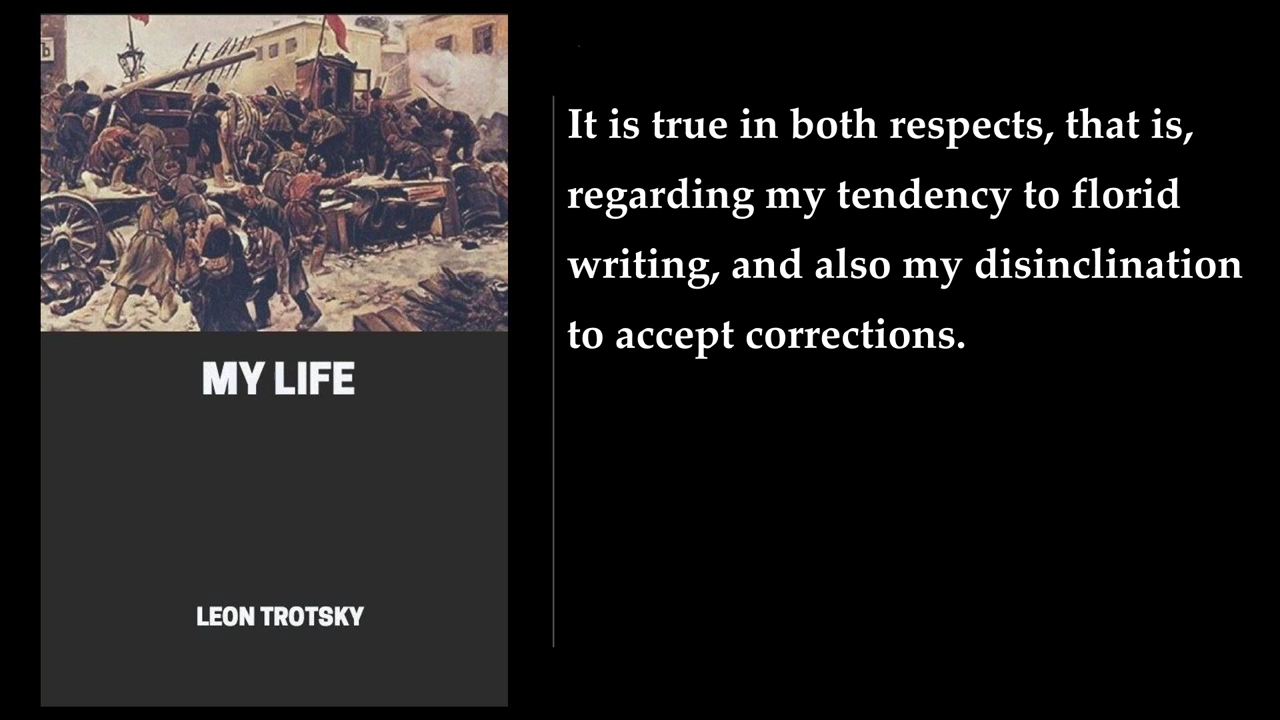 MY LIFE
LEON TROTSKY
It is true in both respects, that is,
regarding my tendency to florid
writing, and also my disinclination
to accept corrections.